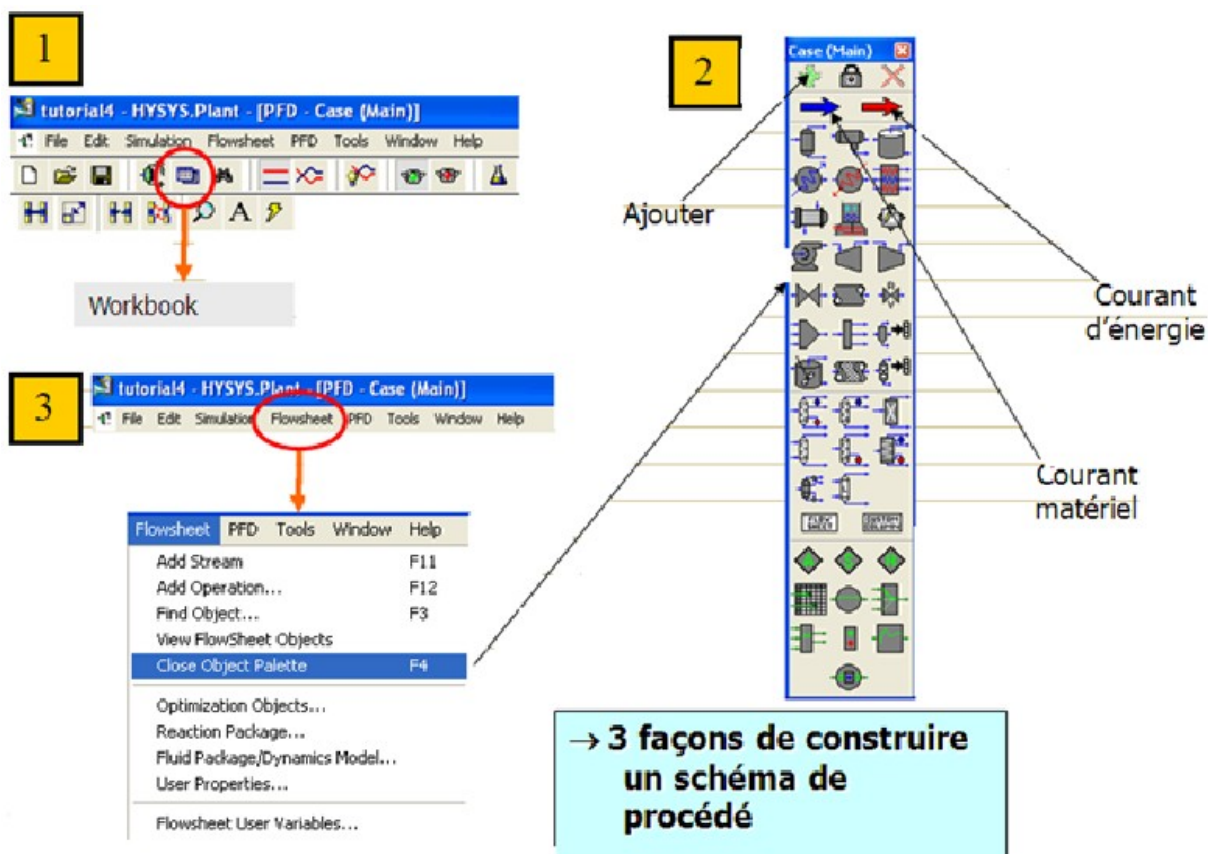 1
tutorial4 - HYSYS.Plant - [PFD - Case (Main)]
File Edit Simulation Flowsheet PFD Tools Window Help
A
Workbook
2
Case (Main)
Ajouter
Courant
d'énergie
Courant
matériel
FLOW
SHEET
SYSTEM
COLUMN
3
tutorial4 - HYSYS.Plant - [PFD - Case (Main)]
File Edit Simulation Flowsheet PFD Tools Window Help
Flowsheet PFD Tools Window Help
Add Stream F11
Add Operation... F12
Find Object... F3
View FlowSheet Objects
Close Object Palette F4
Optimization Objects...
Reaction Package...
Fluid Package/Dynamics Model...
User Properties...
Flowsheet User Variables...
→ 3 façons de construire
un schéma de
procédé